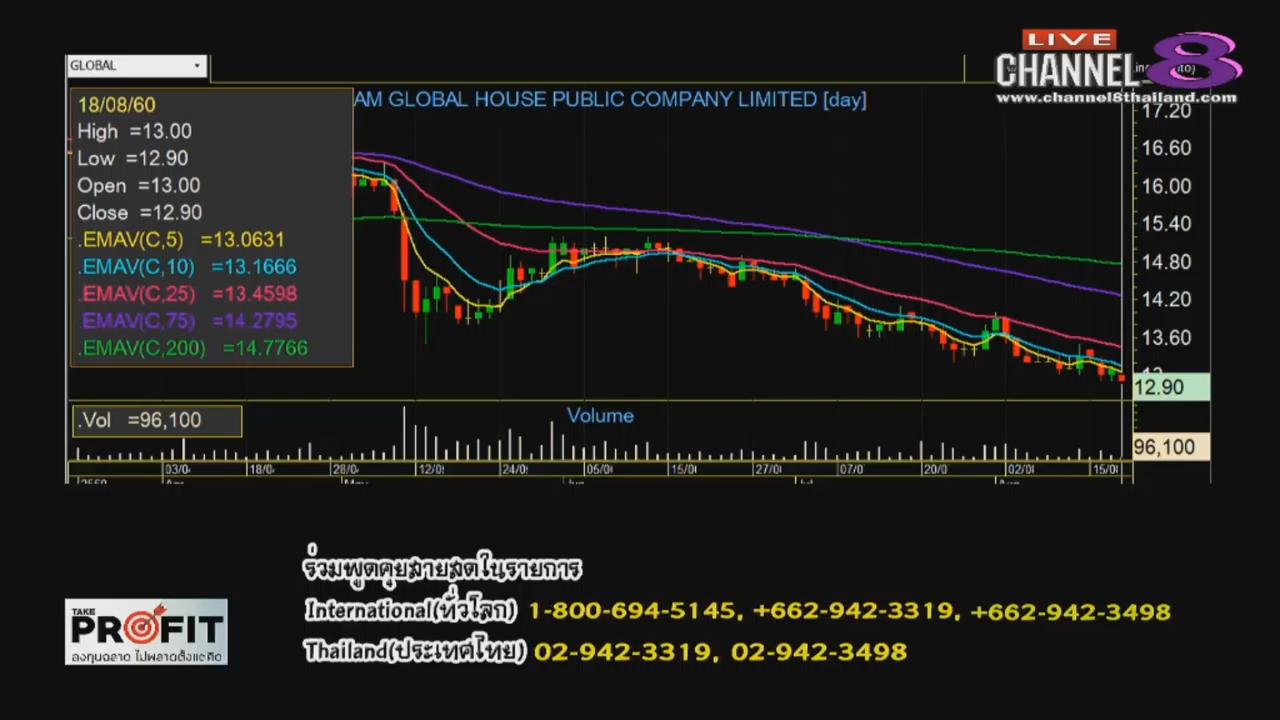 LIVE
CHANNEL 8
www.channel8thailand.com
GLOBAL
AM GLOBAL HOUSE PUBLIC COMPANY LIMITED [day]
18/08/60
High =13.00
Low =12.90
Open =13.00
Close =12.90
.EMAV(C,5) =13.0631
.EMAV(C,10) =13.1666
.EMAV(C,25) =13.4598
.EMAV(C,75) =14.2795
.EMAV(C,200) =14.7766
17.20
16.60
16.00
15.40
14.80
14.20
13.60
12.90
.Vol =96,100
Volume
96,100
03/0 18/0 28/0 12/0 24/0 05/0 15/0 27/0 07/0 20/0 02/0 15/0
ร่วมพูดคุยสายสดในรายการ
International(ทั่วโลก) 1-800-694-5145, +662-942-3319, +662-942-3498
Thailand(ประเทศไทย) 02-942-3319, 02-942-3498
TAKE
PROFIT
ลงทุนฉลาด ไม่พลาดตั้งแต่คิด